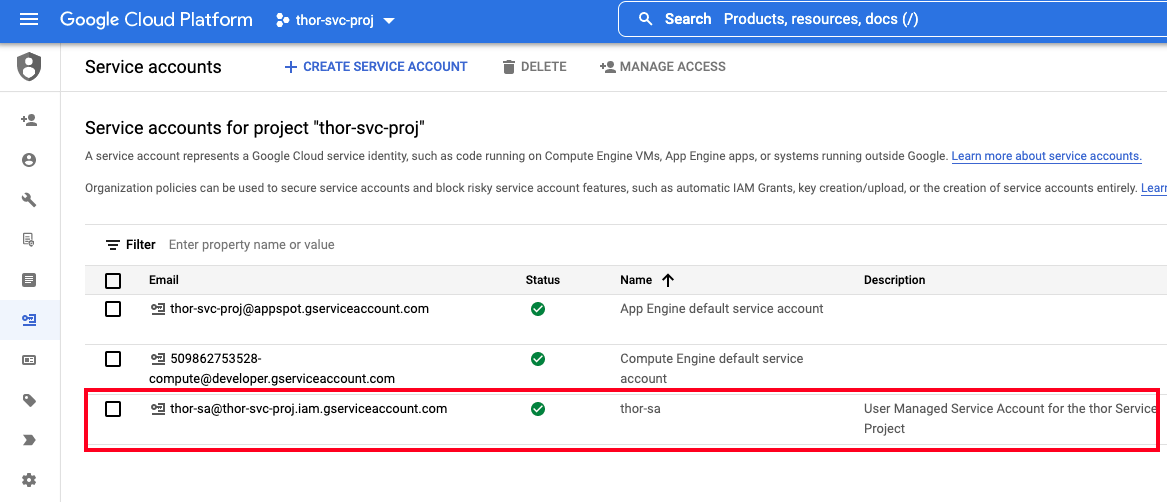 Google Cloud Platform
thor-svc-proj
Search Products, resources, docs (/)
Service accounts
CREATE SERVICE ACCOUNT
DELETE
MANAGE ACCESS
Service accounts for project "thor-svc-proj"
A service account represents a Google Cloud service identity, such as code running on Compute Engine VMs, App Engine apps, or systems running outside Google. Learn more about service accounts.
Organization policies can be used to secure service accounts and block risky service account features, such as automatic IAM Grants, key creation/upload, or the creation of service accounts entirely. Learn
Filter Enter property name or value
Email Status Name Description
thor-svc-proj@appspot.gserviceaccount.com App Engine default service account
509862753528- Compute Engine default service
compute@developer.gserviceaccount.com account
thor-sa@thor-svc-proj.iam.gserviceaccount.com thor-sa User Managed Service Account for the thor Service
Project